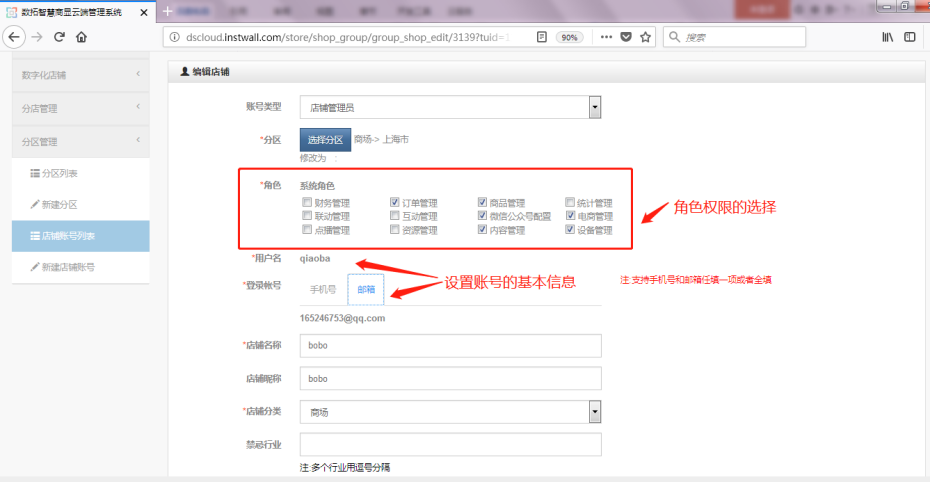 数拓智慧商显云端管理系统
dscloud.instwall.com/store/shop_group/group_shop_edit/3139?tuid=
90%
搜索
数字化店铺
分店管理
分区管理
分区列表
新建分区
店铺账号列表
新建店铺账号
编辑店铺
账号类型 店铺管理员
*分区 选择分区 商场-> 上海市
修改为 :
*角色 系统角色
财务管理 订单管理 商品管理 统计管理
联动管理 互动管理 微信公众号配置 电商管理
点播管理 资源管理 内容管理 设备管理
角色权限的选择
*用户名 qiaoba
设置账号的基本信息
*登录帐号 手机号 邮箱
注 支持手机号和邮箱任填一项或者全填
165246753@qq.com
*店铺名称 bobo
店铺昵称 bobo
*店铺分类 商场
禁忌行业
注:多个行业用逗号分隔